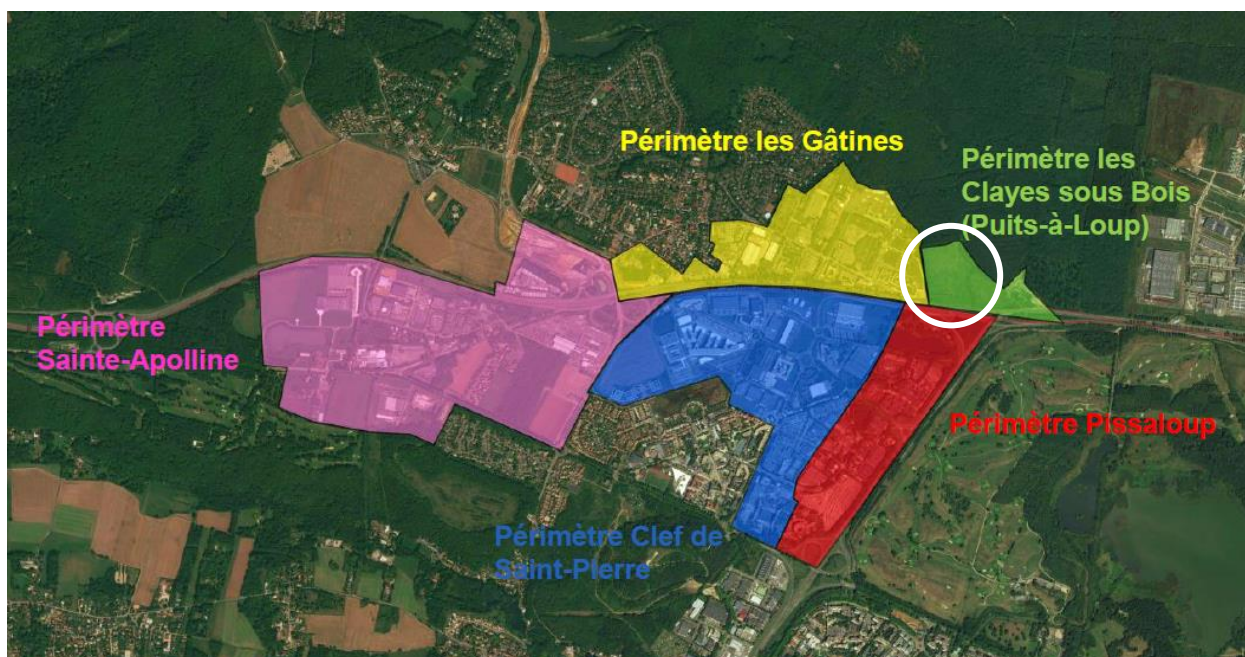 Périmètre les Gâtines
Périmètre les
Clayes sous Bois
(Puits-à-Loup)
Périmètre
Sainte-Apolline
Périmètre Pissaloup
Périmètre Clef de
Saint-Pierre